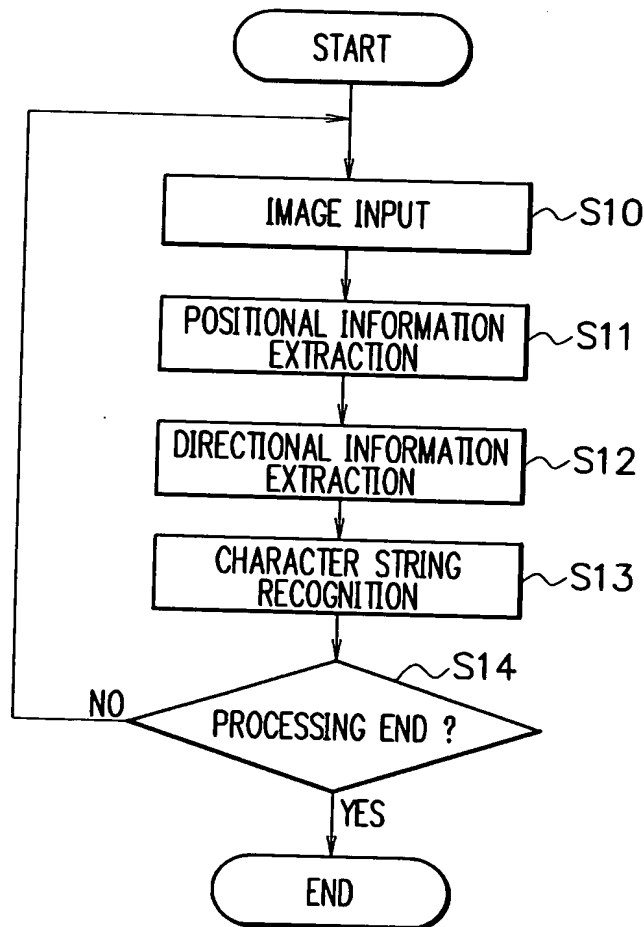 START
IMAGE INPUT
S10
POSITIONAL INFORMATION
EXTRACTION
S11
DIRECTIONAL INFORMATION
EXTRACTION
S12
CHARACTER STRING
RECOGNITION
S13
S14
NO
PROCESSING END ?
YES
END